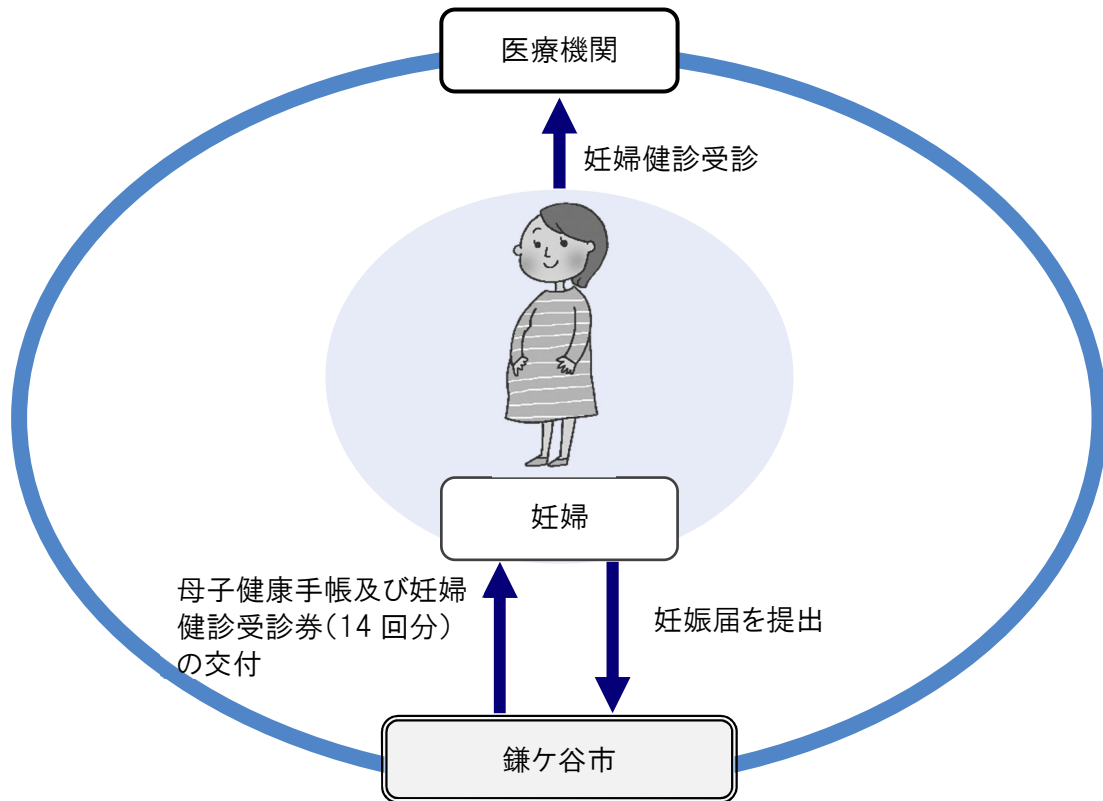 医療機関
妊婦健診受診
妊婦
母子健康手帳及び妊婦
健診受診券(14 回分)
の交付
妊娠届を提出
鎌ケ谷市